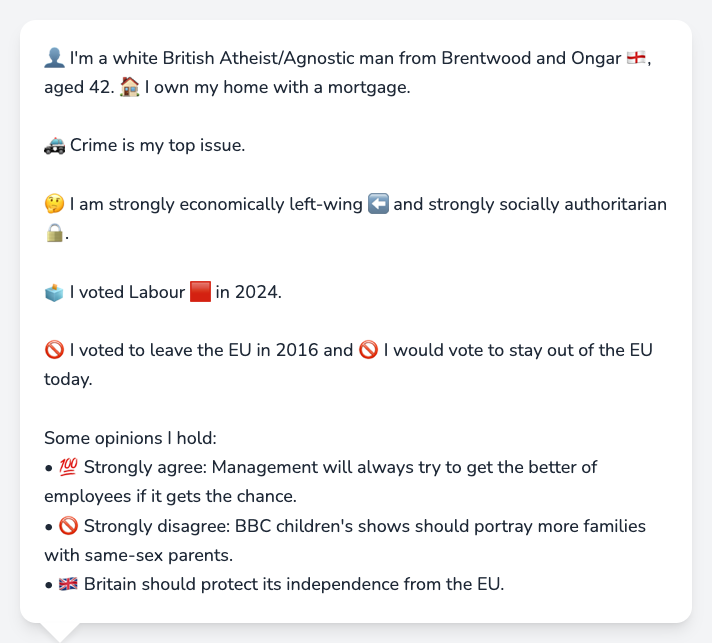 👤 I'm a white British Atheist/Agnostic man from Brentwood and Ongar 🏴󠁧󠁢󠁥󠁮󠁧󠁿,
aged 42. 🏠 I own my home with a mortgage.
🚓 Crime is my top issue.
🤔 I am strongly economically left-wing ⬅️ and strongly socially authoritarian
🔒.
🗳️ I voted Labour 🟥 in 2024.
🚫 I voted to leave the EU in 2016 and 🚫 I would vote to stay out of the EU
today.
Some opinions I hold:
• 💯 Strongly agree: Management will always try to get the better of
employees if it gets the chance.
• 🚫 Strongly disagree: BBC children's shows should portray more families
with same-sex parents.
• 🇬🇧 Britain should protect its independence from the EU.